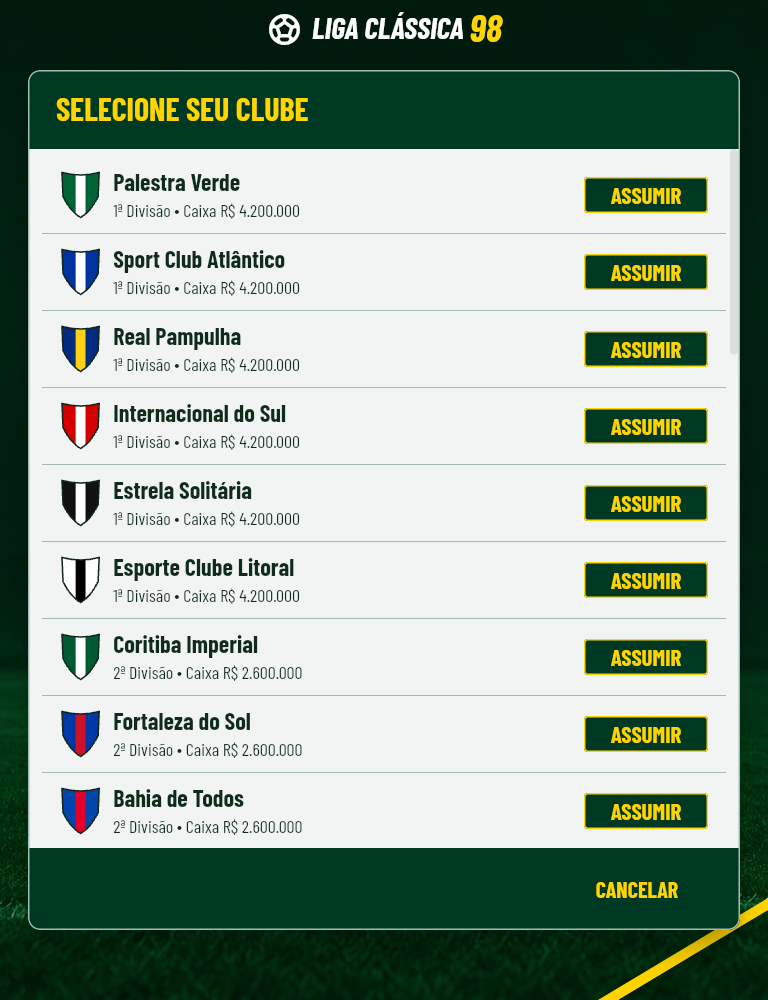 LIGA CLÁSSICA 98
SELECIONE SEU CLUBE
Palestra Verde
1ª Divisão • Caixa R$ 4.200.000
ASSUMIR
Sport Club Atlântico
1ª Divisão • Caixa R$ 4.200.000
ASSUMIR
Real Pampulha
1ª Divisão • Caixa R$ 4.200.000
ASSUMIR
Internacional do Sul
1ª Divisão • Caixa R$ 4.200.000
ASSUMIR
Estrela Solitária
1ª Divisão • Caixa R$ 4.200.000
ASSUMIR
Esporte Clube Litoral
1ª Divisão • Caixa R$ 4.200.000
ASSUMIR
Coritiba Imperial
2ª Divisão • Caixa R$ 2.600.000
ASSUMIR
Fortaleza do Sol
2ª Divisão • Caixa R$ 2.600.000
ASSUMIR
Bahia de Todos
2ª Divisão • Caixa R$ 2.600.000
ASSUMIR
CANCELAR